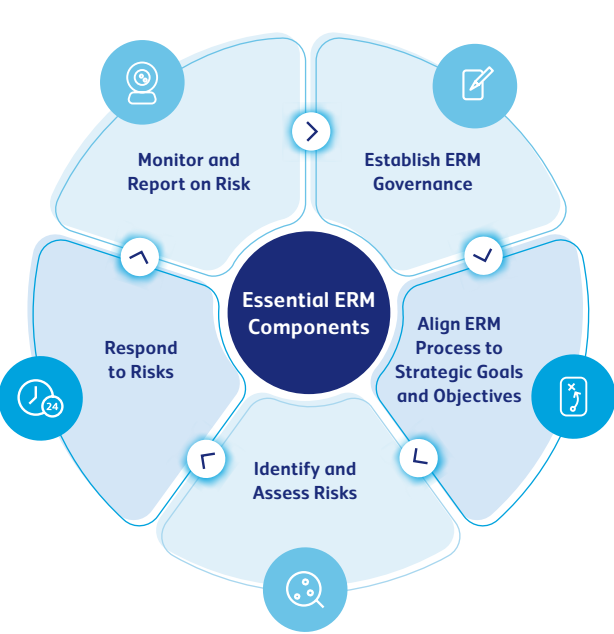 Essential ERM
Components
Establish ERM
Governance
Align ERM
Process to
Strategic Goals
and Objectives
Identify and
Assess Risks
Respond
to Risks
24
Monitor and
Report on Risk